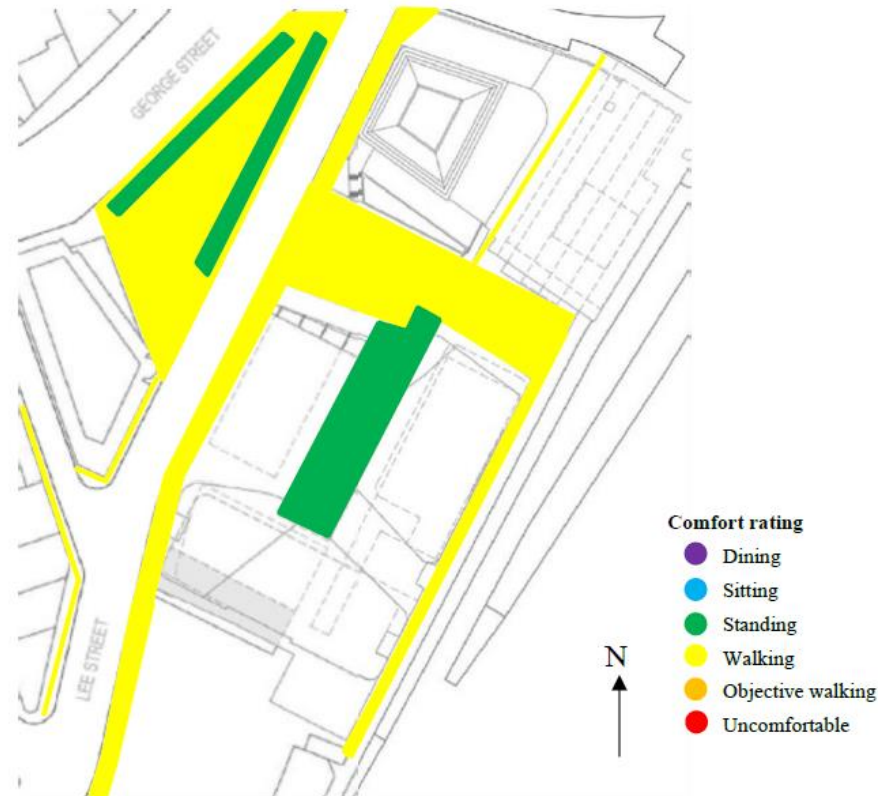 GEORGE STREET
LEE STREET
N
Comfort rating
Dining
Sitting
Standing
Walking
Objective walking
Uncomfortable